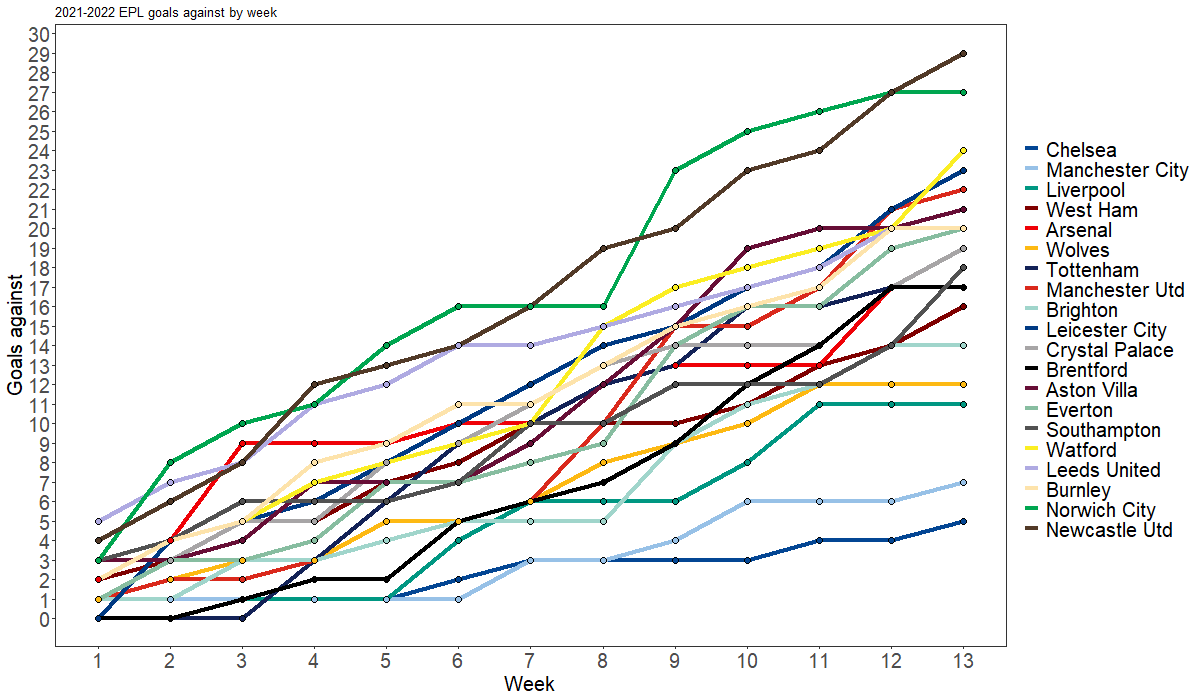 2021-2022 EPL goals against by week
30
29
28
27
26
25
24
23
22
21
20
19
18
17
16
15
14
13
12
11
10
9
8
7
6
5
4
3
2
1
0
Goals against
1 2 3 4 5 6 7 8 9 10 11 12 13
Week
Chelsea
Manchester City
Liverpool
West Ham
Arsenal
Wolves
Tottenham
Manchester Utd
Brighton
Leicester City
Crystal Palace
Brentford
Aston Villa
Everton
Southampton
Watford
Leeds United
Burnley
Norwich City
Newcastle Utd